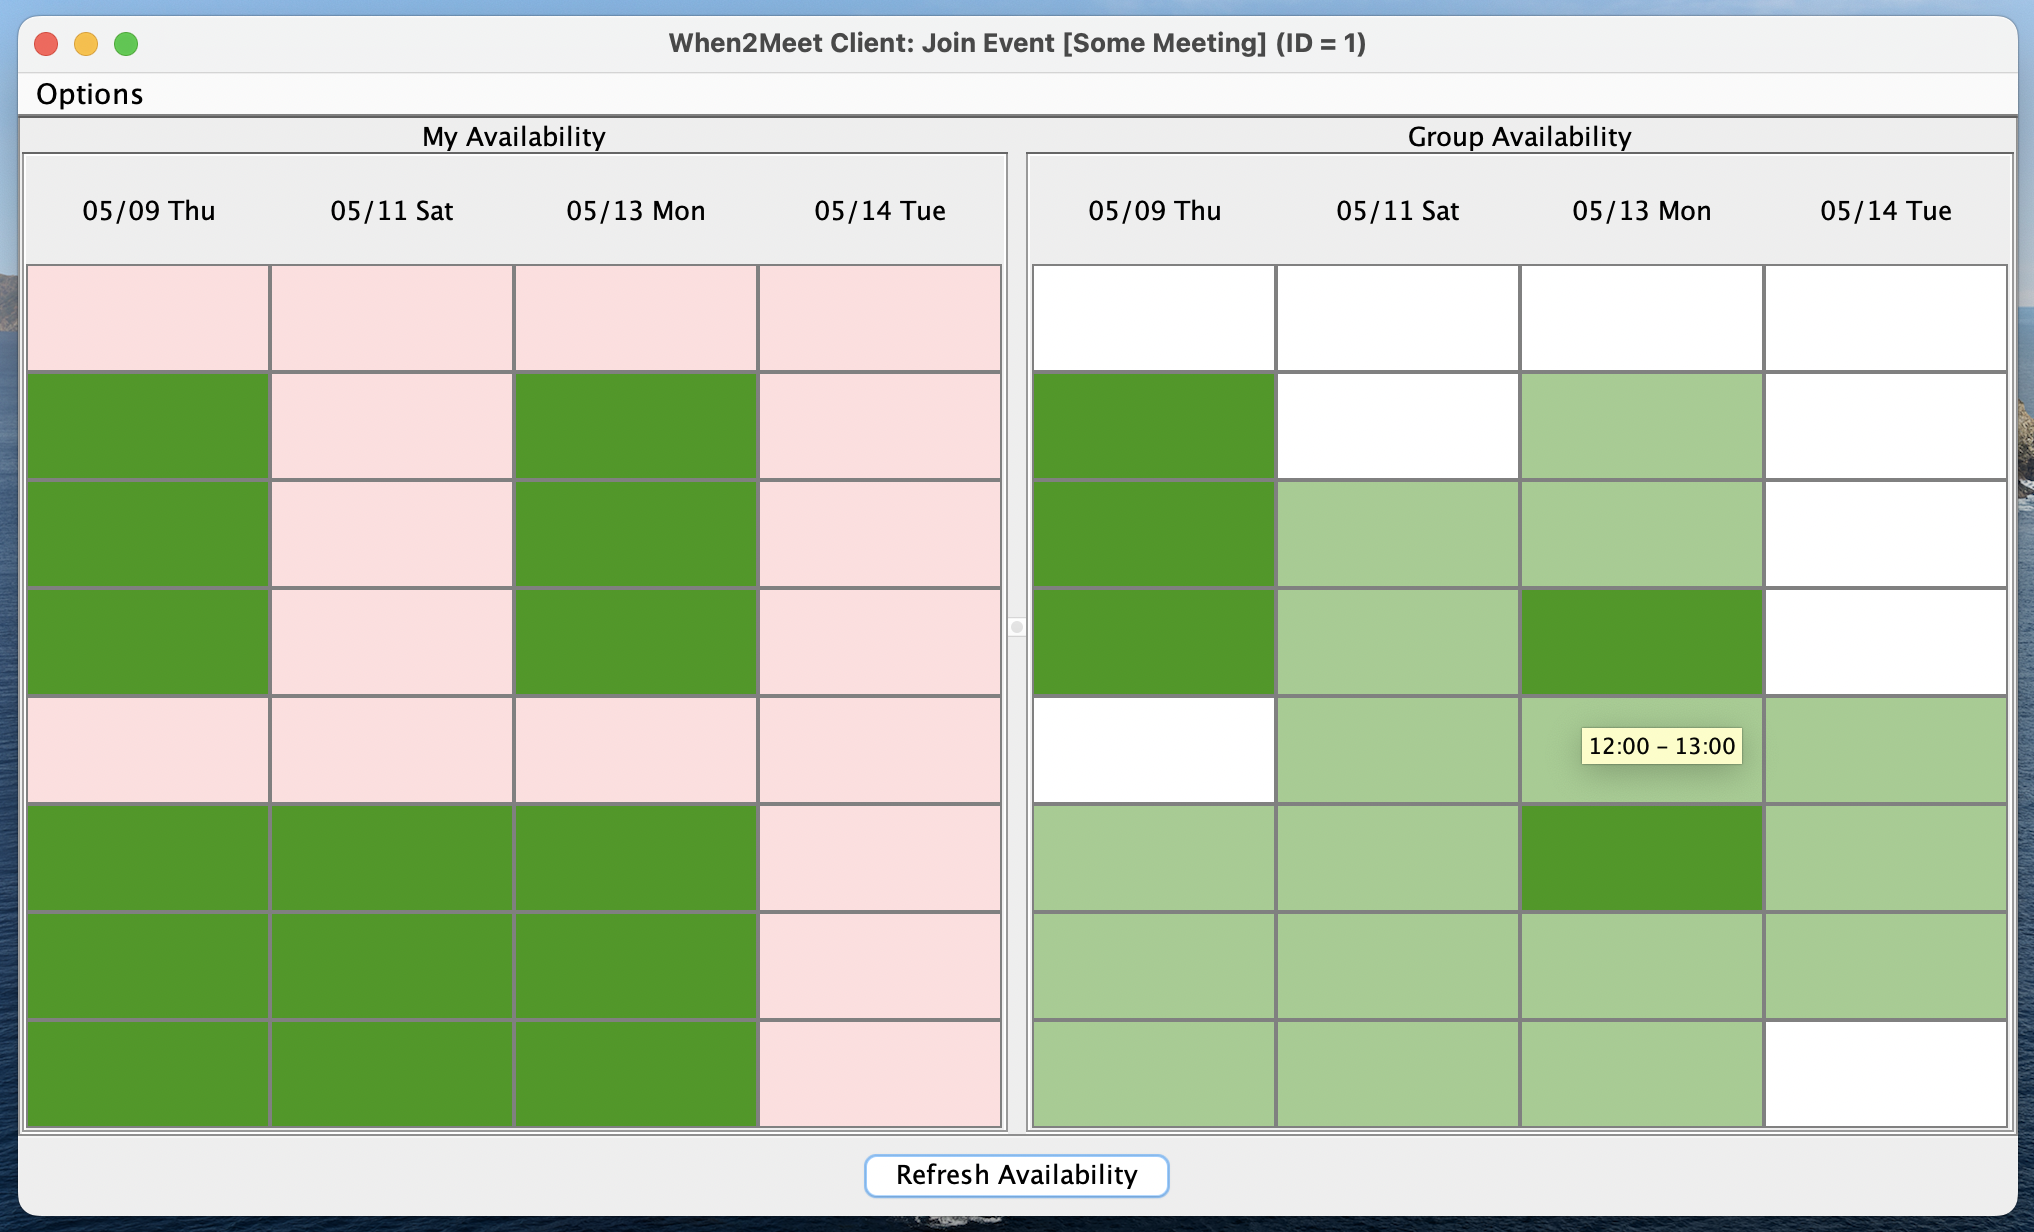 When2Meet Client: Join Event [Some Meeting] (ID = 1)
Options
My Availability
05/09 Thu 05/11 Sat 05/13 Mon 05/14 Tue
Group Availability
05/09 Thu 05/11 Sat 05/13 Mon 05/14 Tue
12:00 – 13:00
Refresh Availability